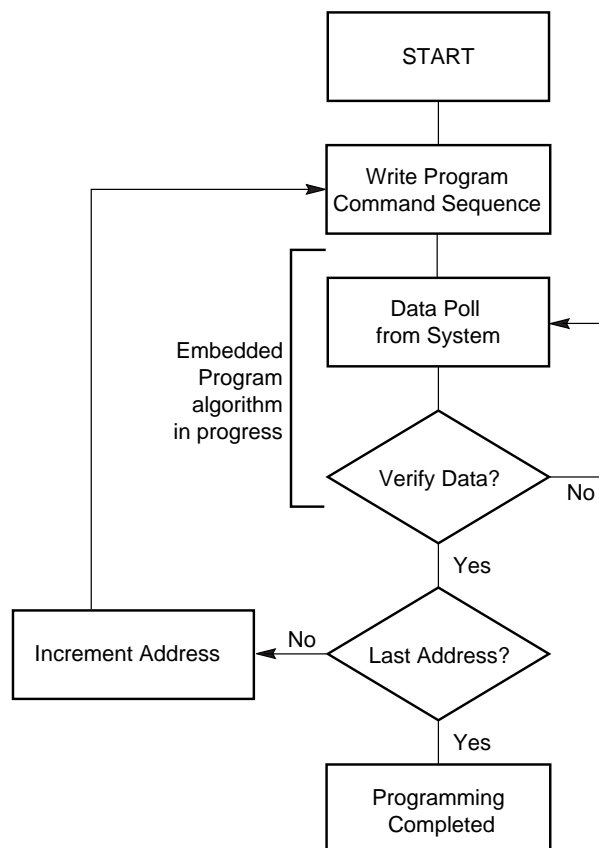 START
Write Program
Command Sequence
Data Poll
from System
Embedded
Program
algorithm
in progress
Verify Data?
No
Yes
No
Increment Address
Last Address?
Yes
Programming
Completed